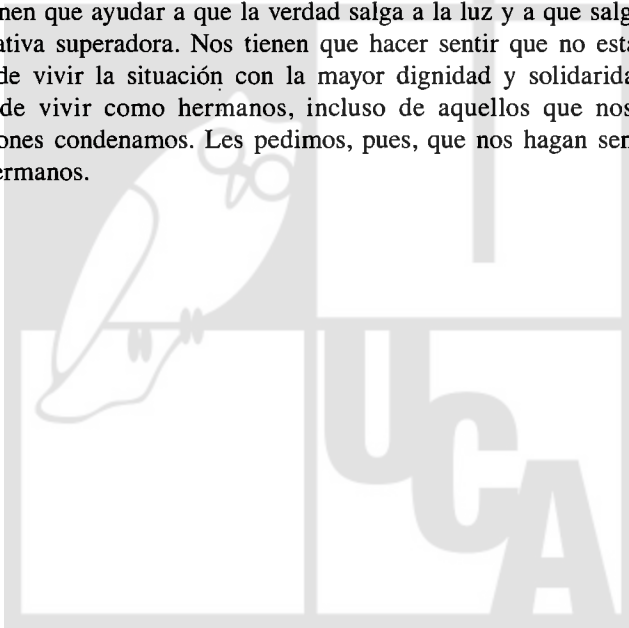 nen que ayudar a que la verdad salga a la luz y a que salg
ativa superadora. Nos tienen que hacer sentir que no está
de vivir la situación con la mayor dignidad y solidarida
de vivir como hermanos, incluso de aquellos que nos
ones condenamos. Les pedimos, pues, que nos hagan sen
ermanos.
UCA